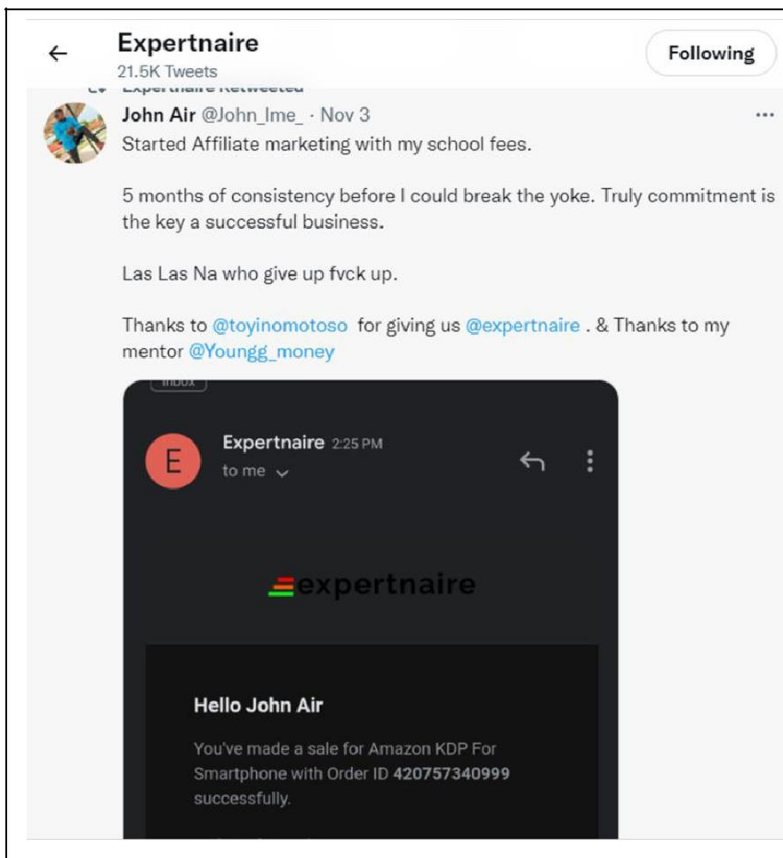 Expertnaire
21.5K Tweets
Following
Expertnaire Retweeted
John Air @John_Ime_ · Nov 3
Started Affiliate marketing with my school fees.
5 months of consistency before I could break the yoke. Truly commitment is
the key a successful business.
Las Las Na who give up fvck up.
Thanks to @toyinomotoso for giving us @expertnaire . & Thanks to my
mentor @Youngg_money
Inbox
Expertnaire 2:25 PM
E
to me
expertnaire
Hello John Air
You've made a sale for Amazon KDP For
Smartphone with Order ID 420757340999
successfully.